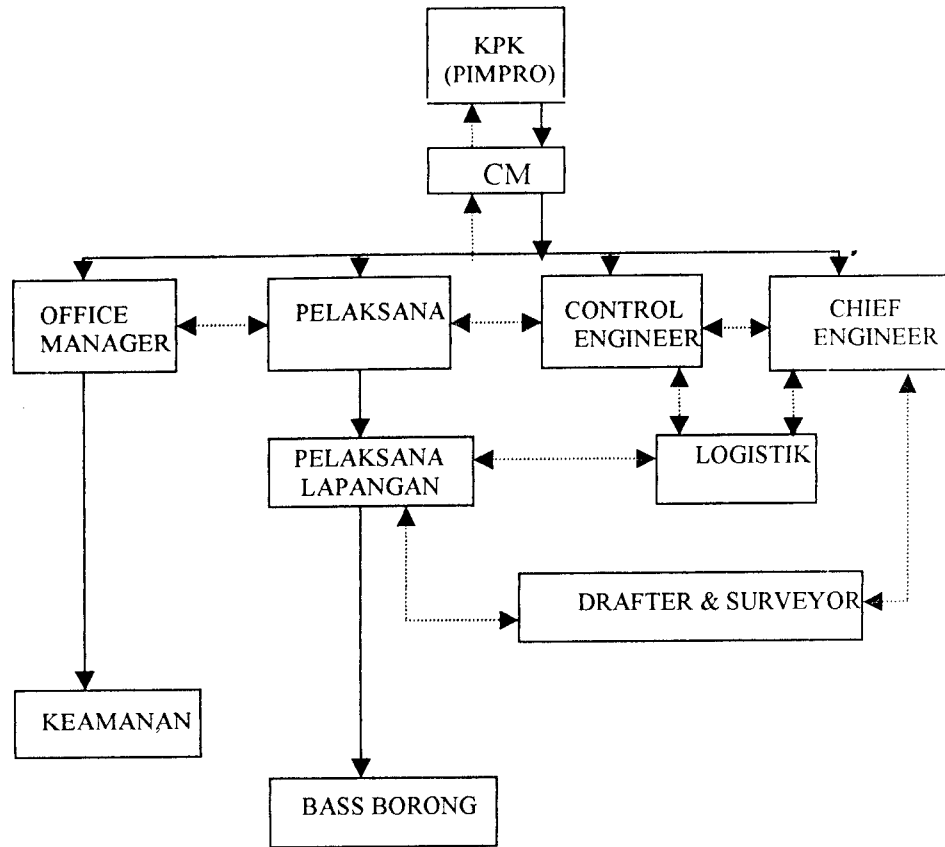 KPK
(PIMPRO)
CM
OFFICE
MANAGER
PELAKSANA
CONTROL
ENGINEER
CHIEF
ENGINEER
PELAKSANA
LAPANGAN
LOGISTIK
DRAFTER & SURVEYOR
KEAMANAN
BASS BORONG